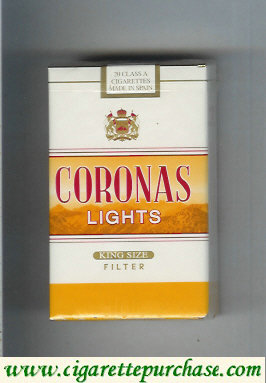 20 CLASS A
CIGARETTES
MADE IN SPAIN
CORONAS
LIGHTS
KING SIZE
FILTER
www.cigarettepurchase.com